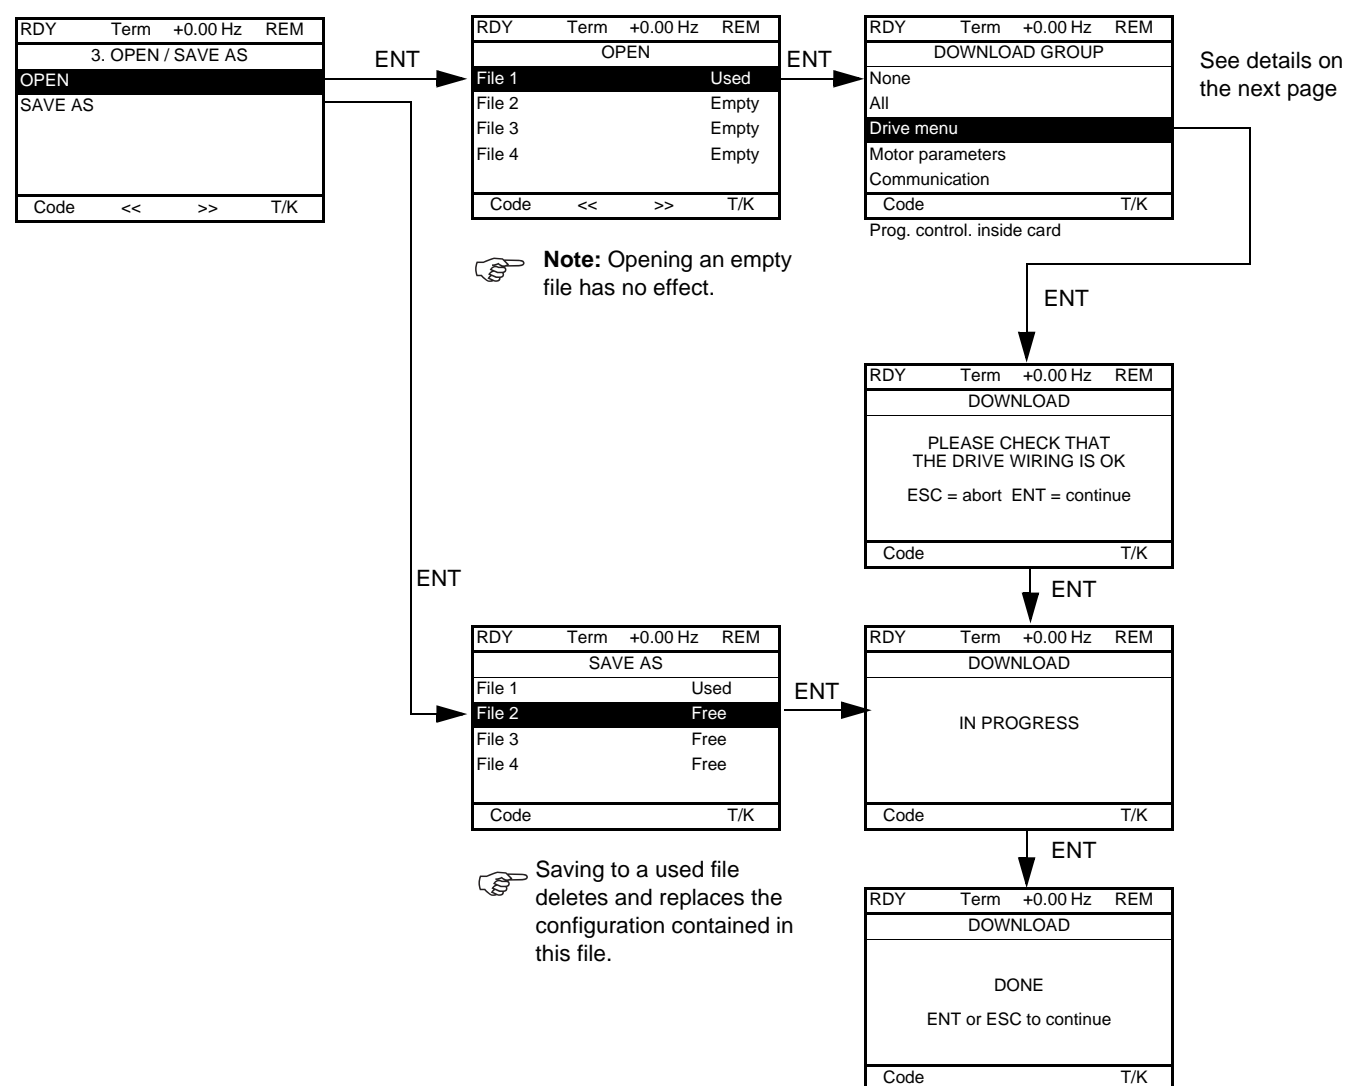 RDY Term +0.00 Hz REM
3. OPEN / SAVE AS
OPEN
SAVE AS
Code << >> T/K
ENT
RDY Term +0.00 Hz REM
OPEN
File 1 Used
File 2 Empty
File 3 Empty
File 4 Empty
Code << >> T/K
Note: Opening an empty
file has no effect.
ENT
RDY Term +0.00 Hz REM
DOWNLOAD GROUP
None
All
Drive menu
Motor parameters
Communication
Code T/K
Prog. control. inside card
See details on
the next page
ENT
RDY Term +0.00 Hz REM
DOWNLOAD
PLEASE CHECK THAT
THE DRIVE WIRING IS OK
ESC = abort ENT = continue
Code T/K
ENT
ENT
RDY Term +0.00 Hz REM
SAVE AS
File 1 Used
File 2 Free
File 3 Free
File 4 Free
Code T/K
Saving to a used file
deletes and replaces the
configuration contained in
this file.
ENT
RDY Term +0.00 Hz REM
DOWNLOAD
IN PROGRESS
Code T/K
ENT
RDY Term +0.00 Hz REM
DOWNLOAD
DONE
ENT or ESC to continue
Code T/K